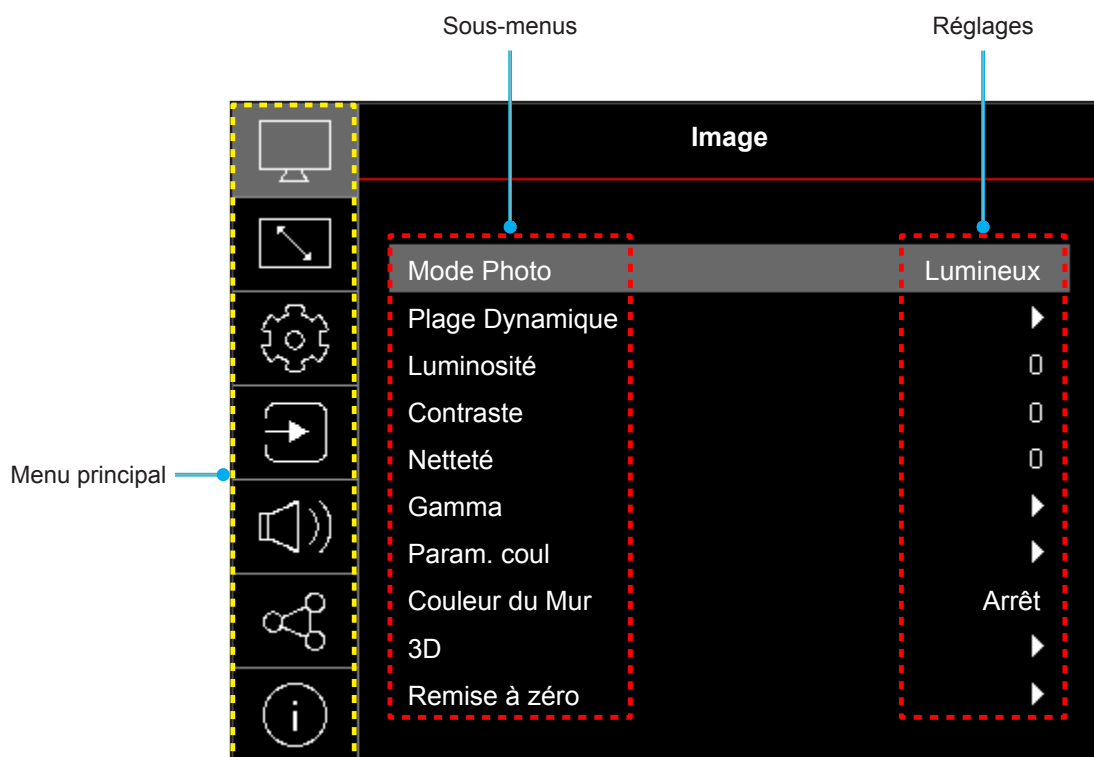 Sous-menus
Réglages
Image
Mode Photo Lumineux
Plage Dynamique
Luminosité 0
Contraste 0
Netteté 0
Menu principal
Gamma
Param. coul
Couleur du Mur Arrêt
3D
Remise à zéro
i